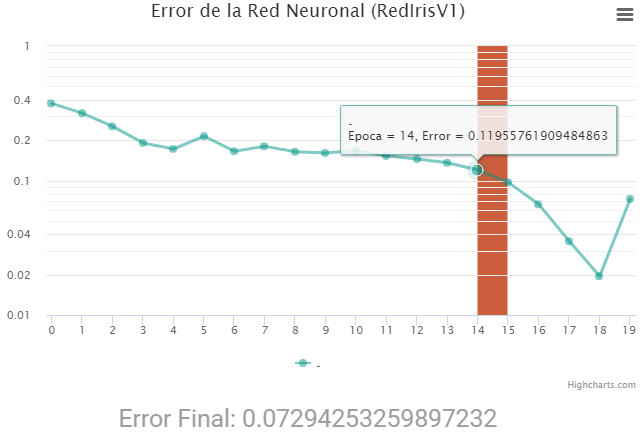 Error de la Red Neuronal (RedIrisV1)
1
0.4
0.2
0.1
0.04
0.02
0.01
-
Epoca = 14, Error = 0.11955761909484863
0 1 2 3 4 5 6 7 8 9 10 11 12 13 14 15 16 17 18 19
-
Highcharts.com
Error Final: 0.07294253259897232